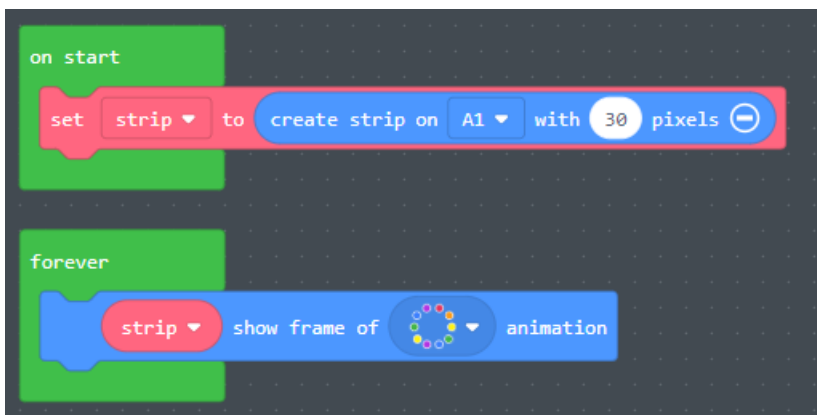 on start
set strip to create strip on A1 with 30 pixels
forever
strip show frame of animation